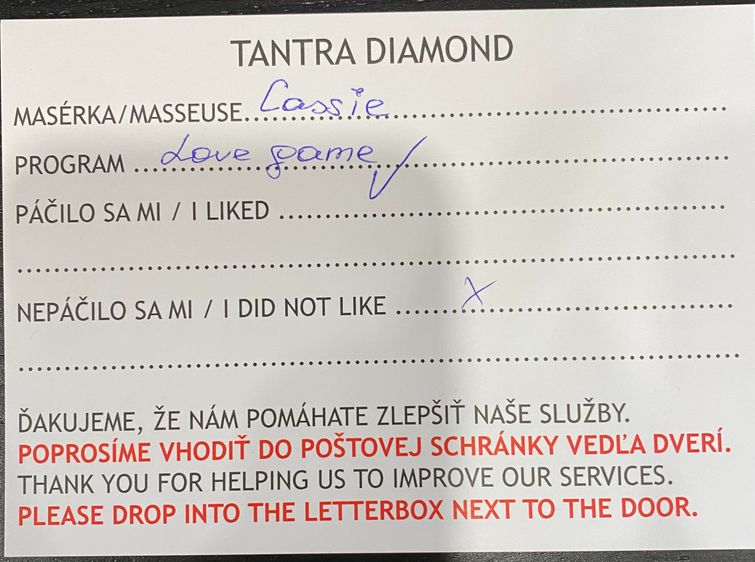 TANTRA DIAMOND
MASÉRKA/MASSEUSE Cassie
PROGRAM Love game ✓
PÁČILO SA MI / I LIKED
NEPÁČILO SA MI / I DID NOT LIKE X
ĎAKUJEME, ŽE NÁM POMÁHATE ZLEPŠIŤ NAŠE SLUŽBY.
POPROSÍME VHODIŤ DO POŠTOVEJ SCHRÁNKY VEDĽA DVERÍ.
THANK YOU FOR HELPING US TO IMPROVE OUR SERVICES.
PLEASE DROP INTO THE LETTERBOX NEXT TO THE DOOR.